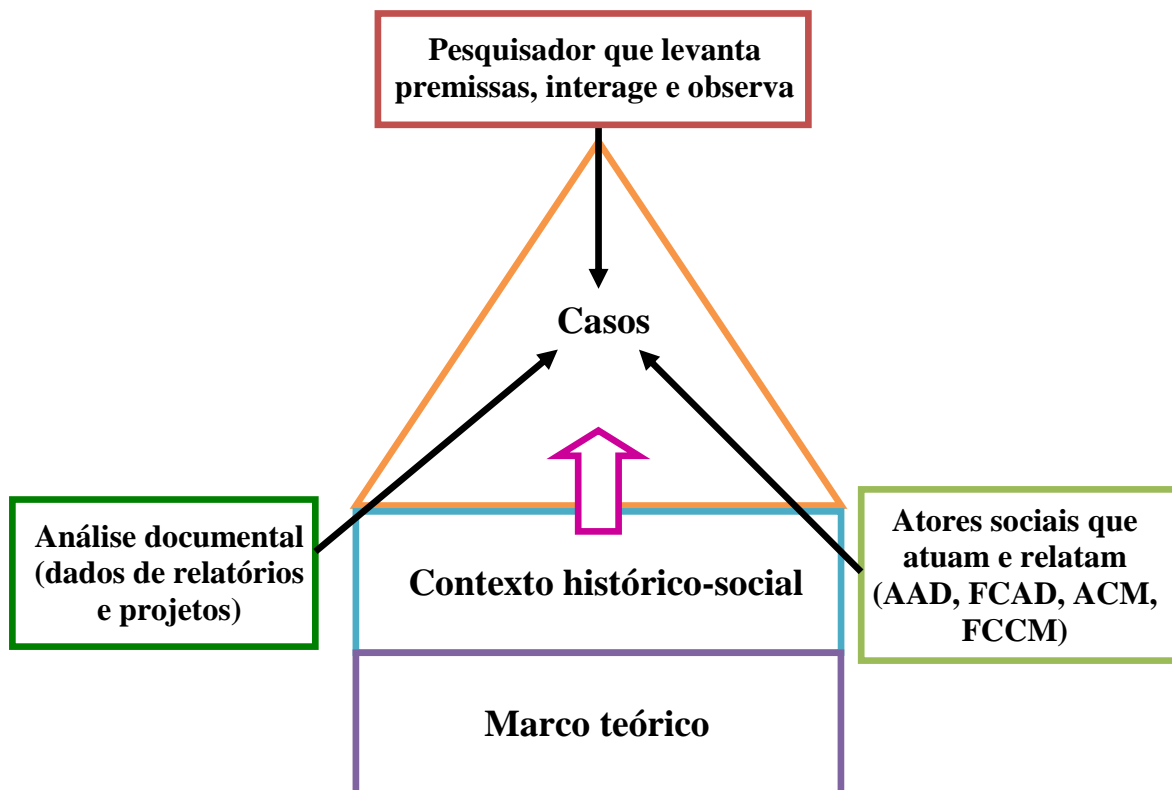 Pesquisador que levanta
premissas, interage e observa
Casos
Análise documental
(dados de relatórios
e projetos)
Contexto histórico-social
Atores sociais que
atuam e relatam
(AAD, FCAD, ACM,
FCCM)
Marco teórico